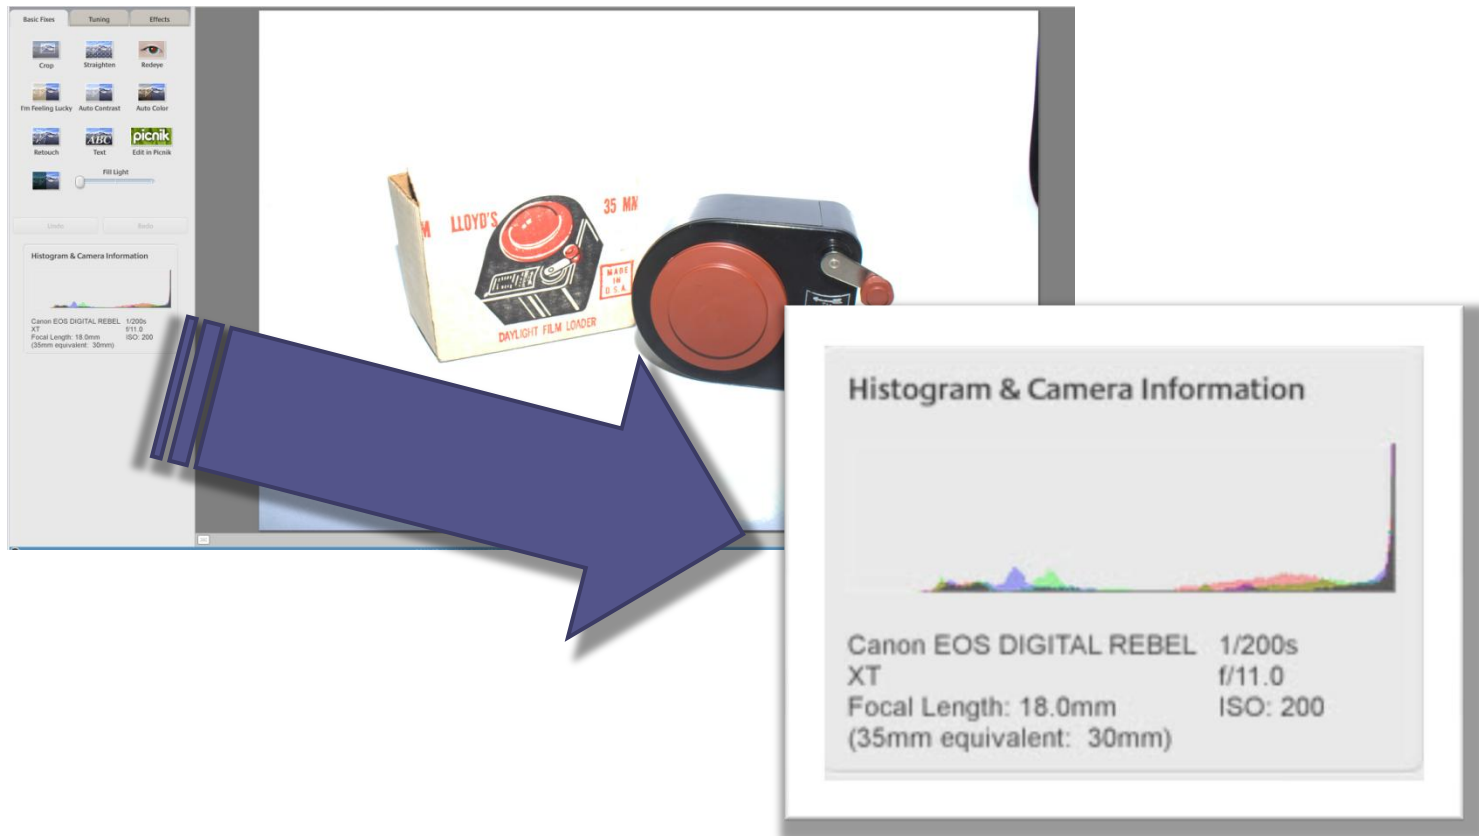 Basic Fixes Tuning Effects
Crop Straighten Redeye
I'm Feeling Lucky Auto Contrast Auto Color
ABC picnik
Retouch Text Edit in Picnik
Fill Light
Undo Redo
Histogram & Camera Information
Canon EOS DIGITAL REBEL 1/200s
XT f/11.0
Focal Length: 18.0mm ISO: 200
(35mm equivalent: 30mm)
M LLOYD'S 35 MM
MADE
IN
U.S.A.
DAYLIGHT FILM LOADER
Histogram & Camera Information
Canon EOS DIGITAL REBEL 1/200s
XT f/11.0
Focal Length: 18.0mm ISO: 200
(35mm equivalent: 30mm)